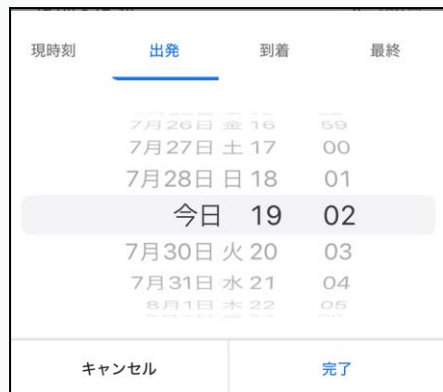 現時刻 出発 到着 最終
7月26日 金 16 59
7月27日 土 17 00
7月28日 日 18 01
今日 19 02
7月30日 火 20 03
7月31日 水 21 04
8月1日 木 22 05
キャンセル 完了